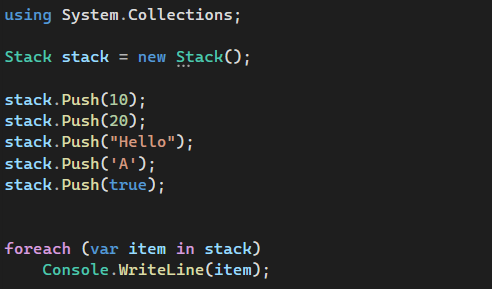 using System.Collections;
Stack stack = new Stack();
stack.Push(10);
stack.Push(20);
stack.Push("Hello");
stack.Push('A');
stack.Push(true);
foreach (var item in stack)
    Console.WriteLine(item);